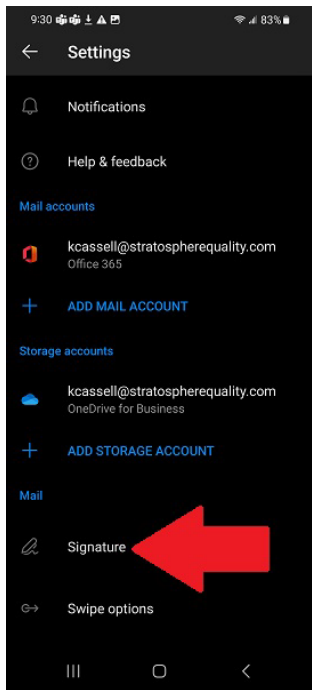 9:30 83%
Settings
Notifications
Help & feedback
Mail accounts
kcassell@stratospherequality.com
Office 365
ADD MAIL ACCOUNT
Storage accounts
kcassell@stratospherequality.com
OneDrive for Business
ADD STORAGE ACCOUNT
Mail
Signature
Swipe options